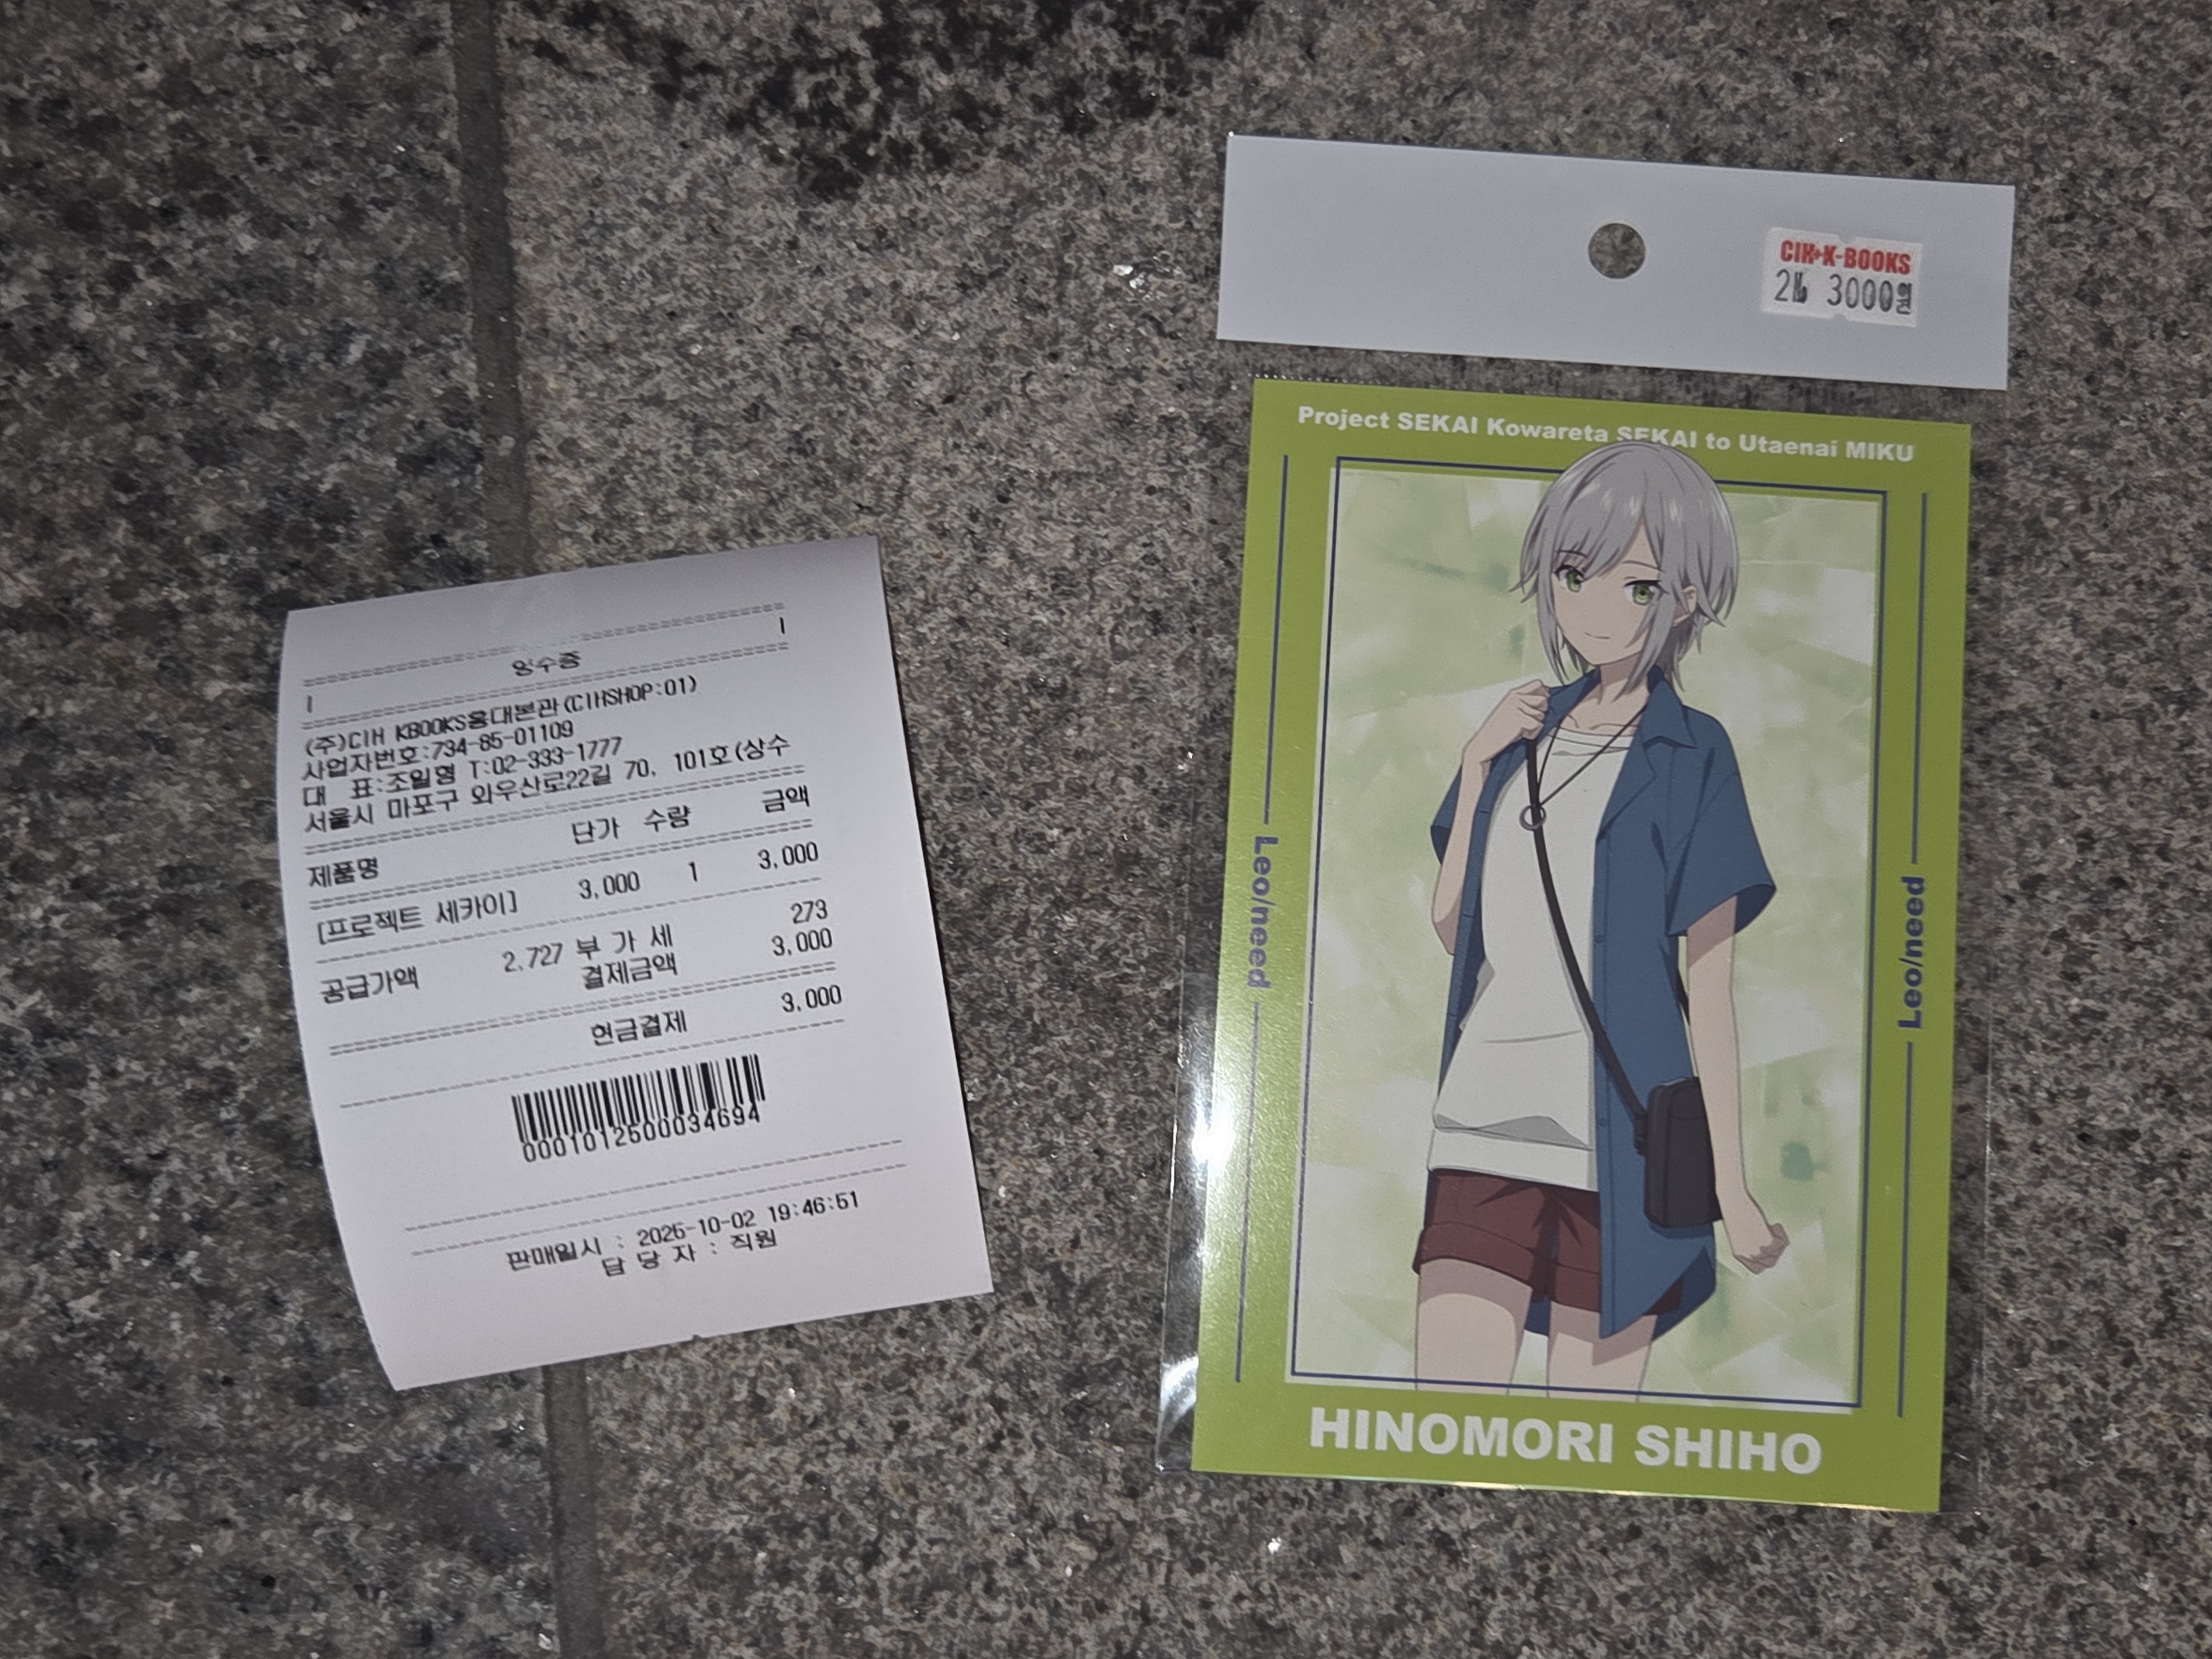 영수증
(주)CIH KBOOKS홍대본관(CIHSHOP:01)
사업자번호:734-85-01109
대 표:조일영 T:02-333-1777
서울시 마포구 와우산로22길 70, 101호(상수
제품명 단가 수량 금액
[프로젝트 세카이] 3,000 1 3,000
공급가액 2,727 부 가 세 273
결제금액 3,000
현금결제 3,000
0001012500034694
판매일시 : 2025-10-02 19:46:51
담 당 자 : 직원
CIH+K-BOOKS
3000원
Project SEKAI Kowareta SEKAI to Utaenai MIKU
Leo/need
Leo/need
HINOMORI SHIHO